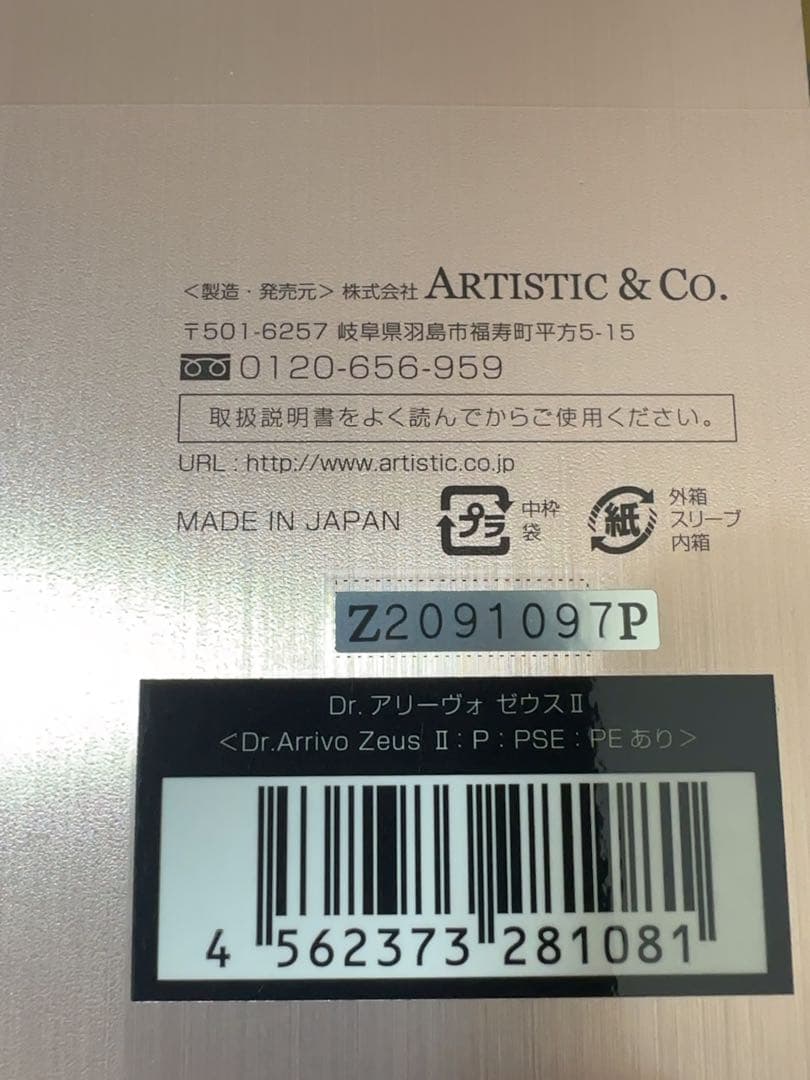 ＜製造・発売元＞ 株式会社 ARTISTIC & CO.
〒501-6257 岐阜県羽島市福寿町平方5-15
0120-656-959
取扱説明書をよく読んでからご使用ください。
URL : http://www.artistic.co.jp
MADE IN JAPAN
プラ
中枠
袋
紙
外箱
スリーブ
内箱
Z2091097P
Dr. アリーヴォ ゼウスⅡ
＜Dr.Arrivo Zeus Ⅱ : P : PSE : PEあり＞
4 562373 281081